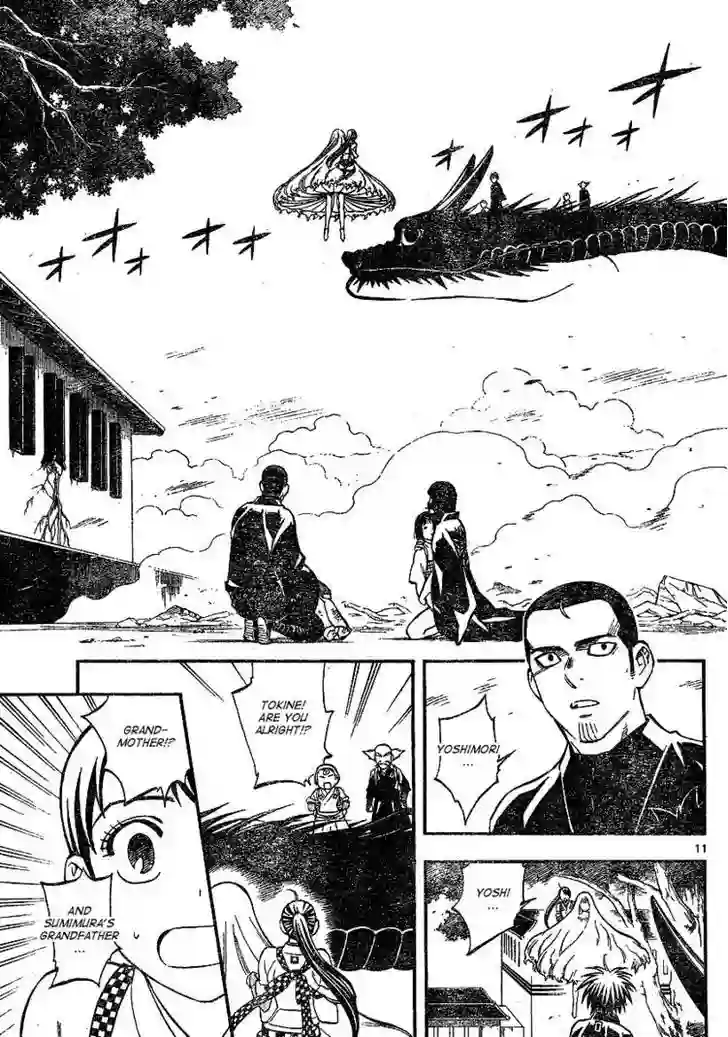 YOSHIMORI
...
TOKINE!
ARE YOU
ALRIGHT!?
GRAND-
MOTHER!?
AND
SUMIMURA'S
GRANDFATHER
...
11
YOSHI
...